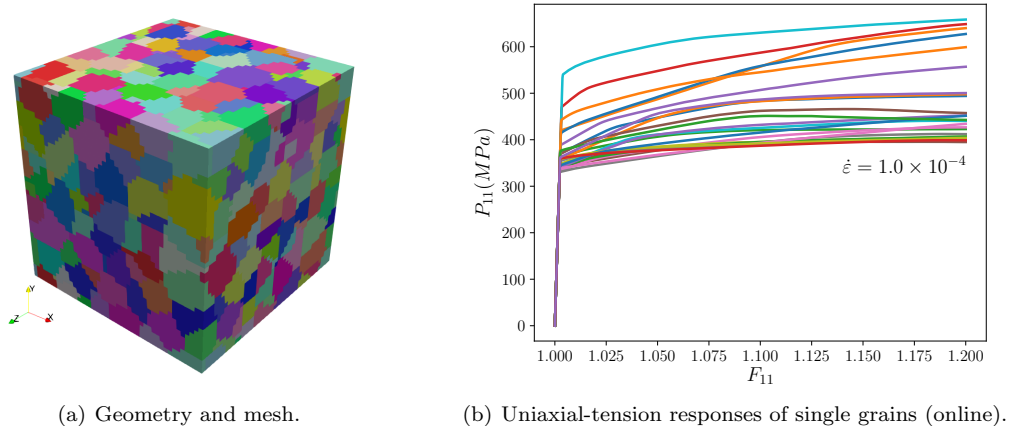 Y
Z
X
600
500
400
300
200
100
0
P₁₁(MPa)
ε̇ = 1.0 × 10⁻⁴
1.000 1.025 1.050 1.075 1.100 1.125 1.150 1.175 1.200
F₁₁
(a) Geometry and mesh.
(b) Uniaxial-tension responses of single grains (online).